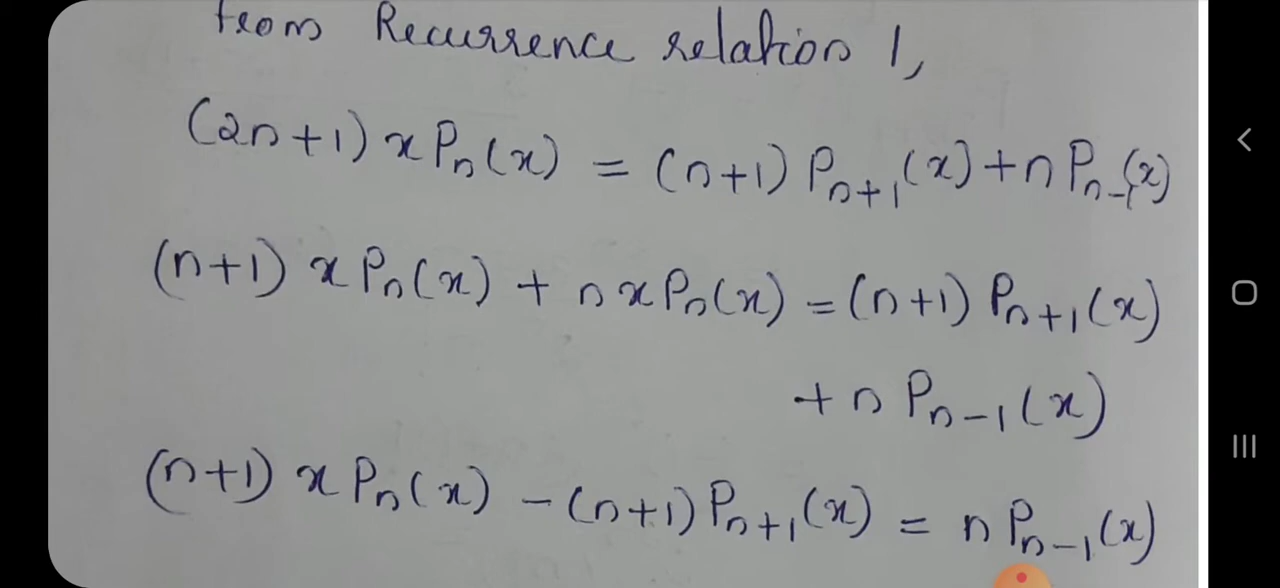 from Recurrence relation 1,
(2n+1) x Pₙ(x) = (n+1) Pₙ₊₁(x) + n Pₙ₋₁(x)
(n+1) x Pₙ(x) + n x Pₙ(x) = (n+1) Pₙ₊₁(x)
+ n Pₙ₋₁(x)
(n+1) x Pₙ(x) - (n+1) Pₙ₊₁(x) = n Pₙ₋₁(x)